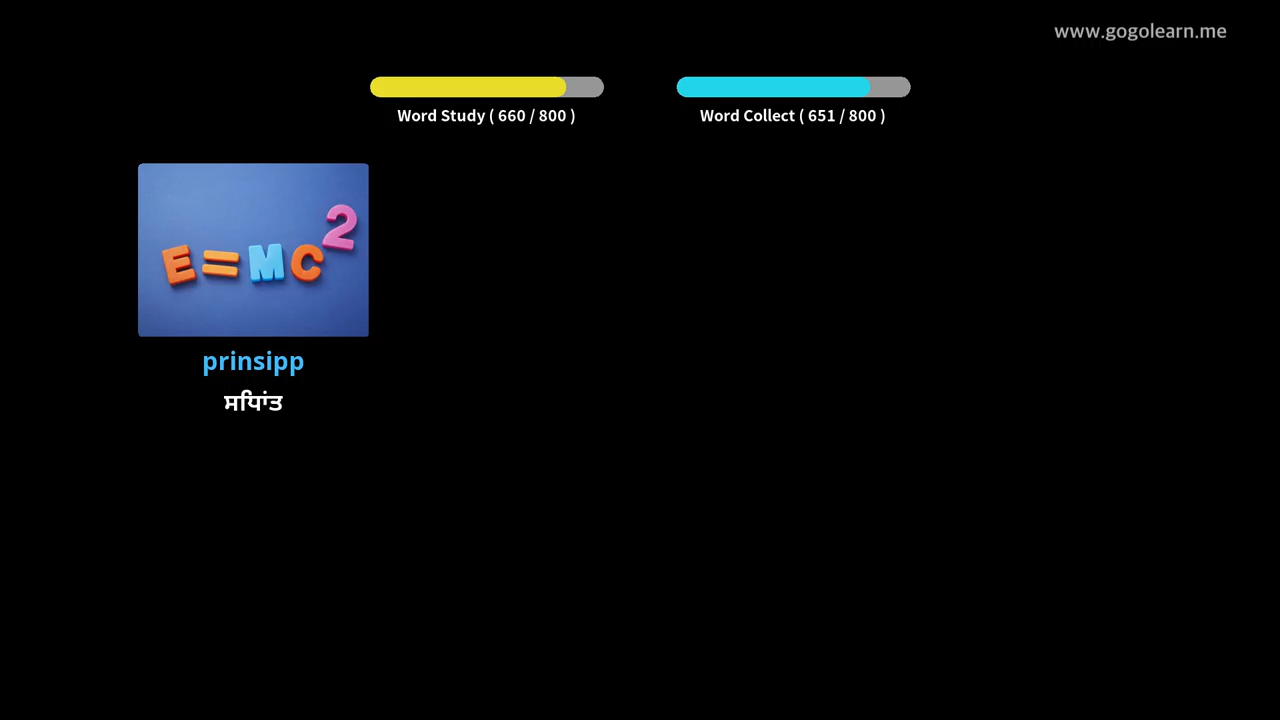 www.gogolearn.me
Word Study ( 660 / 800 )
Word Collect ( 651 / 800 )
E=MC2
prinsipp
ਸਧਿਾਂਤ